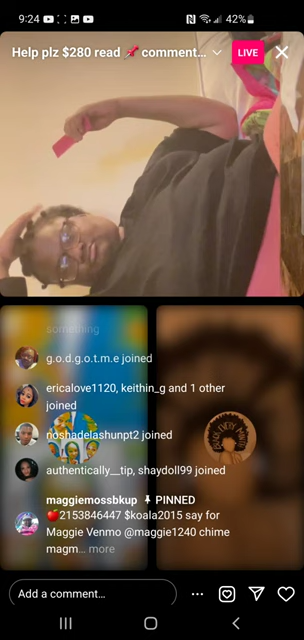 9:24
42%
Help plz $280 read 📌 comment...
LIVE
something
g.o.d.g.o.t.m.e joined
ericalove1120, keithin_g and 1 other
joined
noshadelashunpt2 joined
authentically__tip, shaydoll99 joined
maggiemossbkup PINNED
🍎2153846447 $koala2015 say for
Maggie Venmo @maggie1240 chime
magm... more
Add a comment...